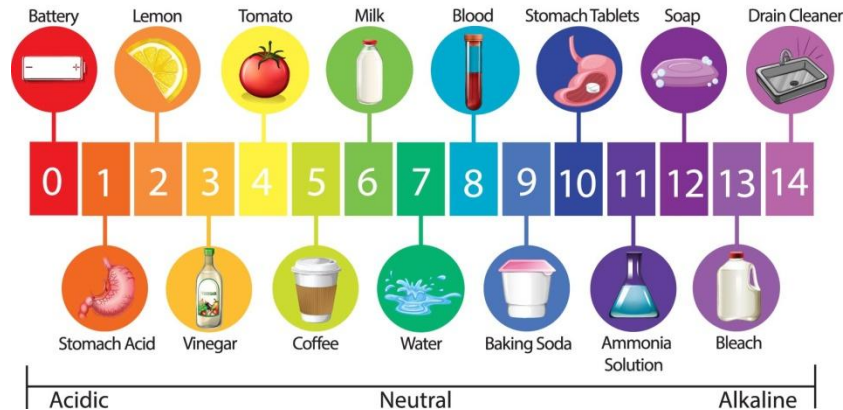 Battery
Lemon
Tomato
Milk
Blood
Stomach Tablets
Soap
Drain Cleaner
0 1 2 3 4 5 6 7 8 9 10 11 12 13 14
Stomach Acid
Vinegar
Coffee
Water
Baking Soda
Ammonia
Solution
Bleach
Acidic
Neutral
Alkaline